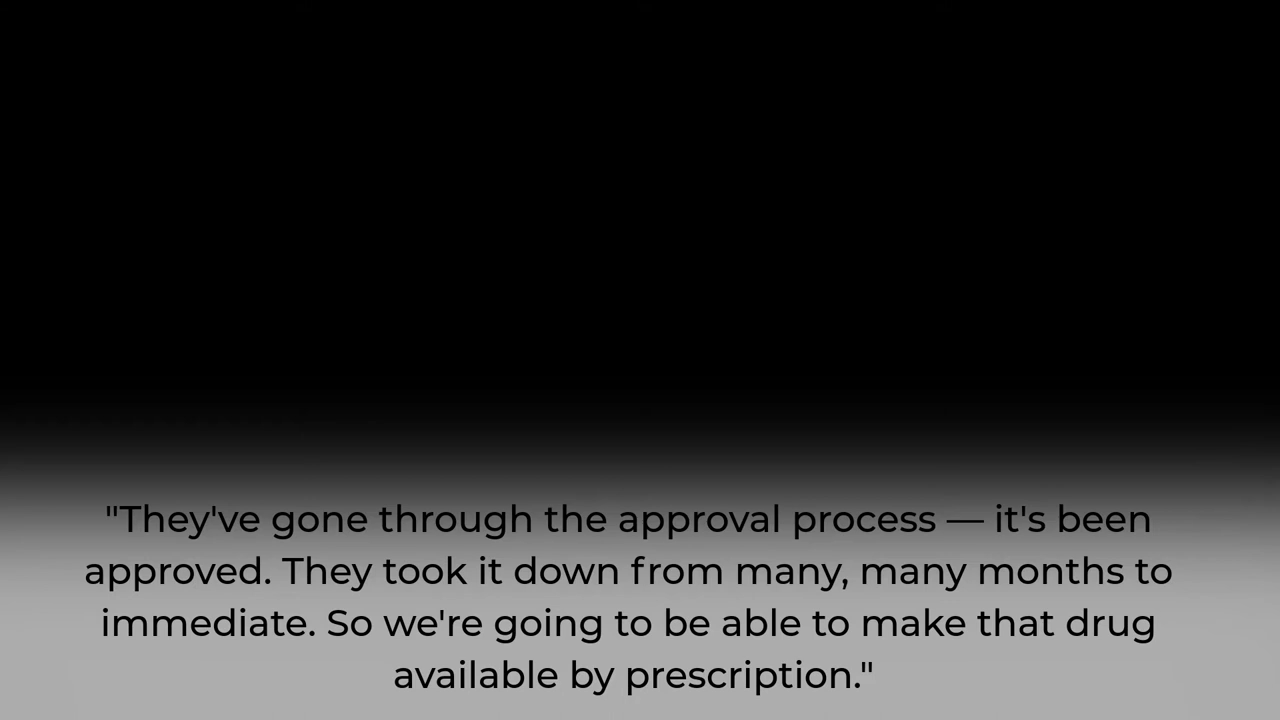 "They've gone through the approval process — it's been
approved. They took it down from many, many months to
immediate. So we're going to be able to make that drug
available by prescription."